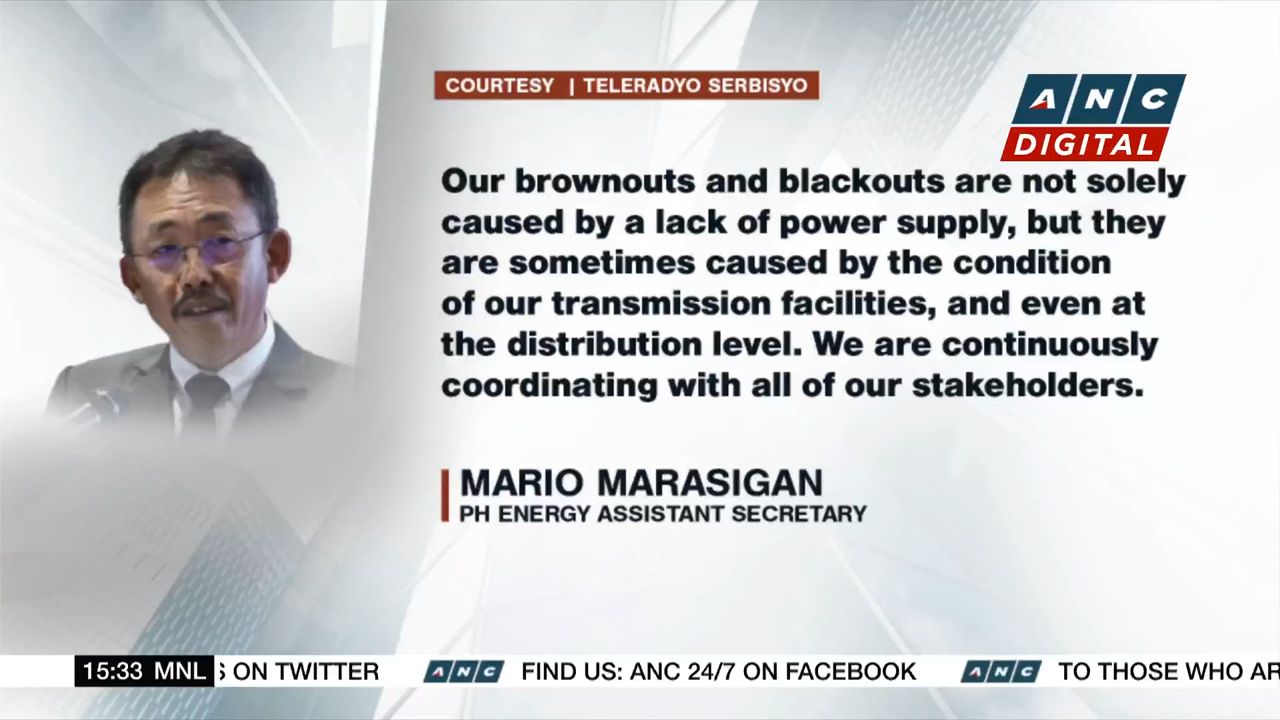 COURTESY | TELERADYO SERBISYO
ANC
DIGITAL
Our brownouts and blackouts are not solely
caused by a lack of power supply, but they
are sometimes caused by the condition
of our transmission facilities, and even at
the distribution level. We are continuously
coordinating with all of our stakeholders.
MARIO MARASIGAN
PH ENERGY ASSISTANT SECRETARY
15:33 MNL S ON TWITTER ANC FIND US: ANC 24/7 ON FACEBOOK ANC TO THOSE WHO AR